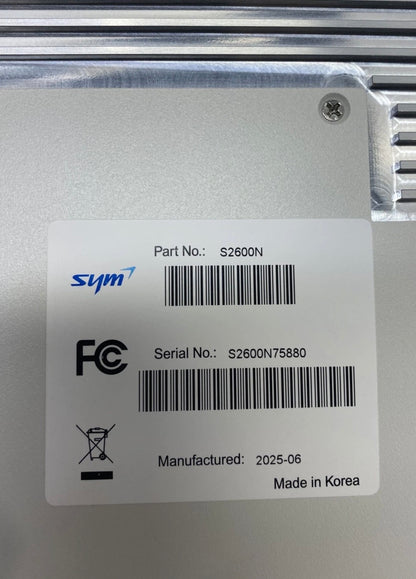 Part No.: S2600N
sym
FC
Serial No.: S2600N75880
Manufactured: 2025-06
Made in Korea